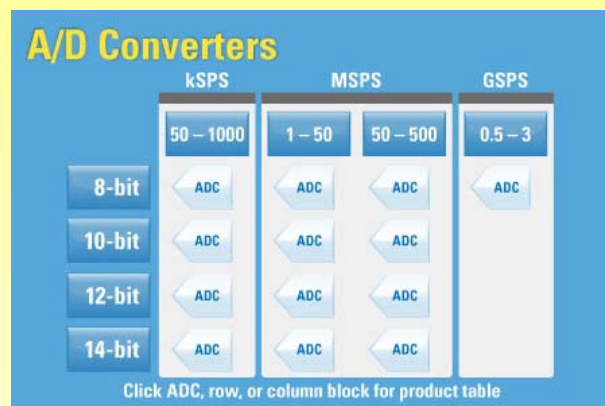 A/D Converters
kSPS MSPS GSPS
50 – 1000 1 – 50 50 – 500 0.5 – 3
8-bit ADC ADC ADC ADC
10-bit ADC ADC ADC
12-bit ADC ADC ADC
14-bit ADC ADC ADC
Click ADC, row, or column block for product table